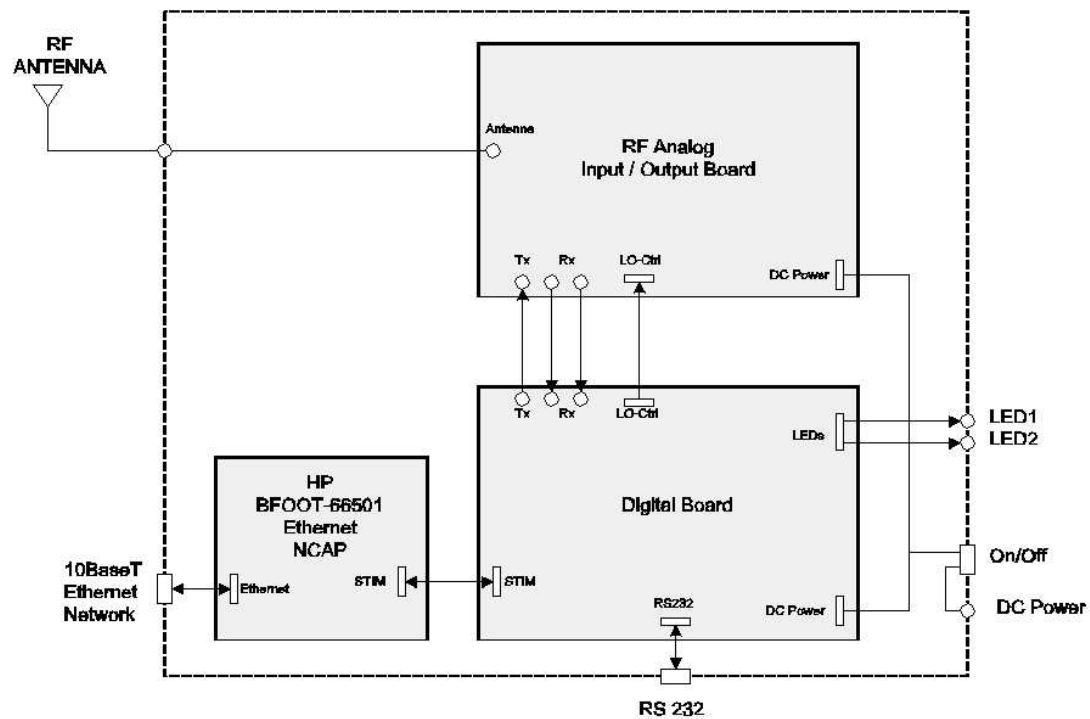 RF
ANTENNA
Antenna
RF Analog
Input / Output Board
Tx
Rx
LO-Ctrl
DC Power
Tx
Rx
LO-Ctrl
LEDs
LED1
LED2
HP
BFOOT-66501
Ethernet
NCAP
Digital Board
On/Off
10BaseT
Ethernet
Network
Ethernet
STIM
STIM
RS232
DC Power
DC Power
RS 232